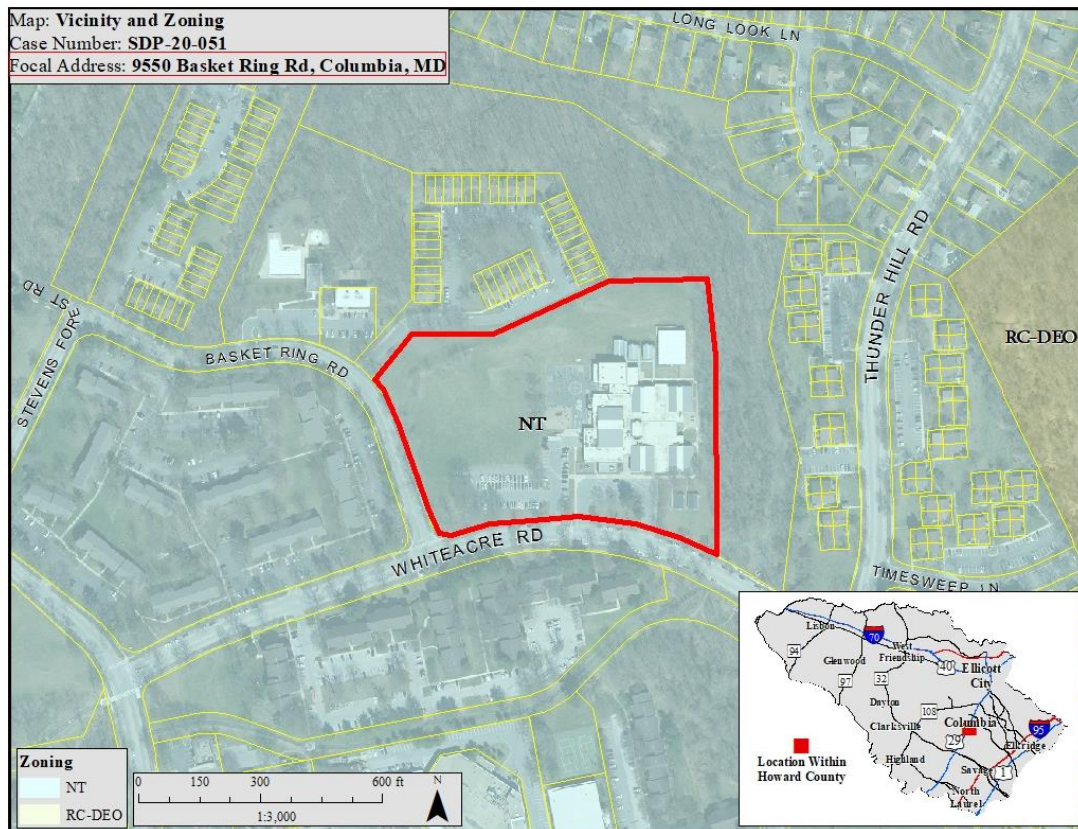 Map: Vicinity and Zoning
Case Number: SDP-20-051
Focal Address: 9550 Basket Ring Rd, Columbia, MD
LONG LOOK LN
THUNDER HILL RD
RC-DEO
STEVENS FOREST RD
BASKET RING RD
NT
WHITEACRE RD
TIMESWEEP LN
Zoning
NT
RC-DEO
0 150 300 600 ft
1:3,000
N
Lisbon
70
94
Glenwood
West
Friendship
40
Ellicott
City
97
32
Dayton
108
Columbia
Clarksville
29
95
Elkridge
Highland
Savage
1
North
Laurel
Location Within
Howard County